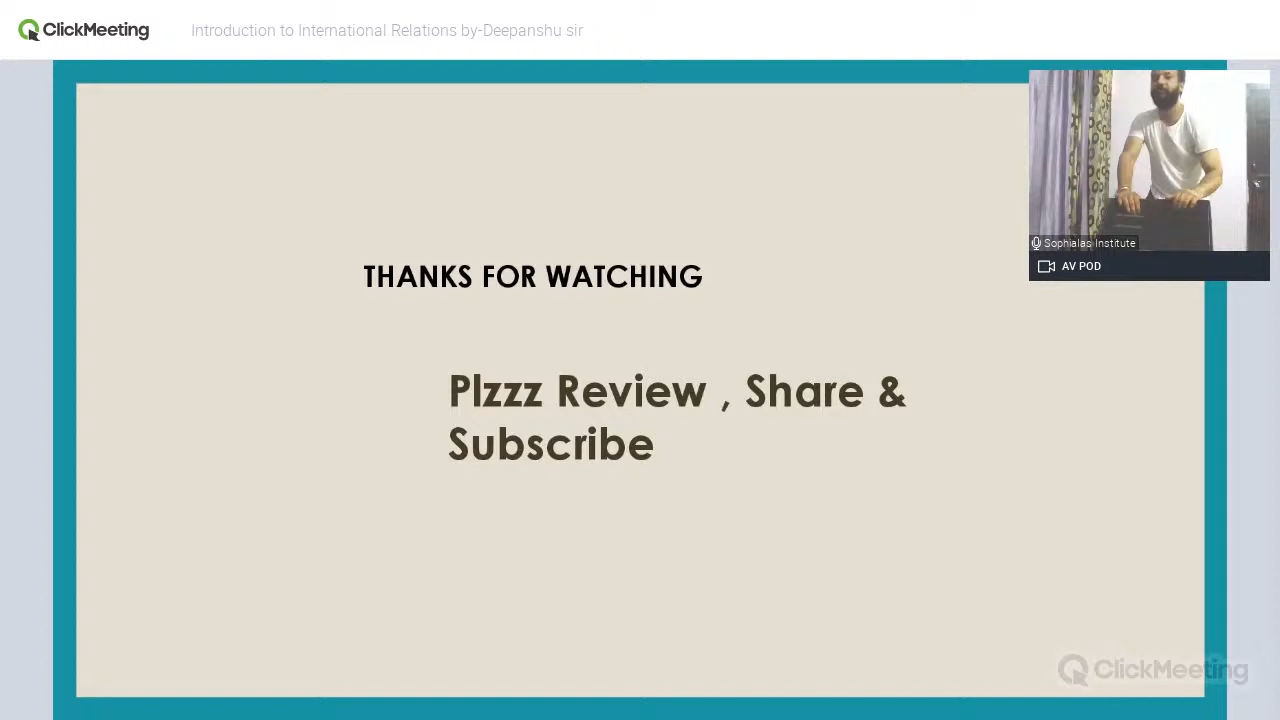 ClickMeeting
Introduction to International Relations by-Deepanshu sir
Sophialas Institute
AV POD
THANKS FOR WATCHING
Plzzz Review , Share &
Subscribe
ClickMeeting